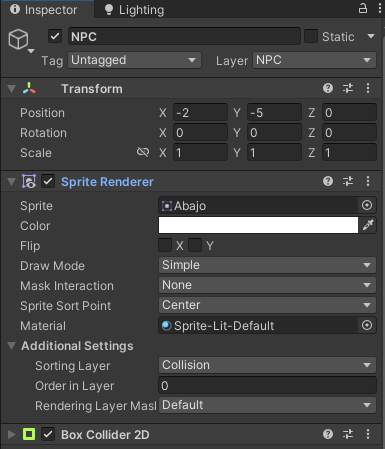 Inspector Lighting
NPC Static
Tag Untagged Layer NPC
Transform
Position X -2 Y -5 Z 0
Rotation X 0 Y 0 Z 0
Scale X 1 Y 1 Z 1
Sprite Renderer
Sprite Abajo
Color
Flip X Y
Draw Mode Simple
Mask Interaction None
Sprite Sort Point Center
Material Sprite-Lit-Default
Additional Settings
Sorting Layer Collision
Order in Layer 0
Rendering Layer Mask Default
Box Collider 2D